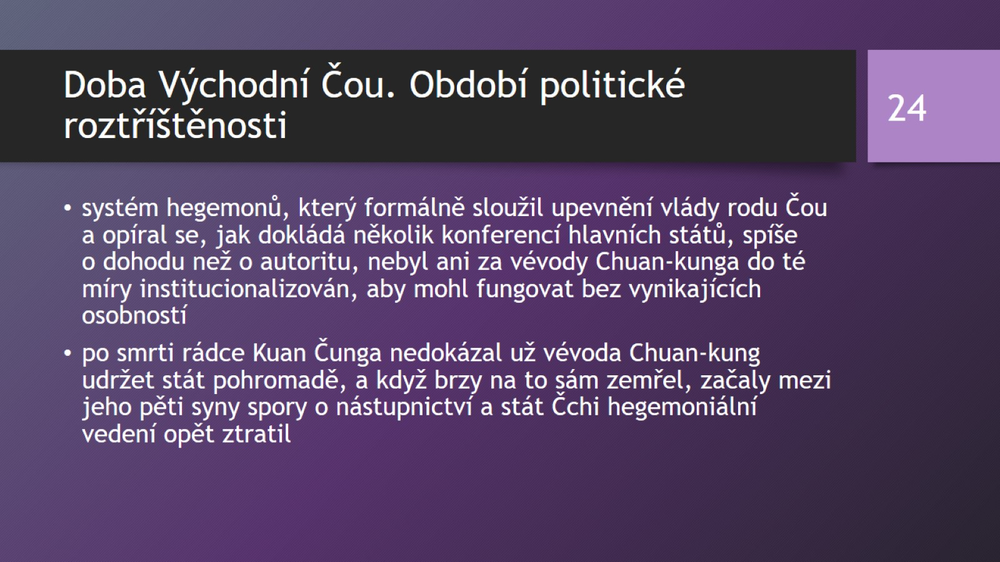 Doba Východní Čou. Období politické
roztříštěnosti
24
• systém hegemonů, který formálně sloužil upevnění vlády rodu Čou
a opíral se, jak dokládá několik konferencí hlavních států, spíše
o dohodu než o autoritu, nebyl ani za vévody Chuan-kunga do té
míry institucionalizován, aby mohl fungovat bez vynikajících
osobností
• po smrti rádce Kuan Čunga nedokázal už vévoda Chuan-kung
udržet stát pohromadě, a když brzy na to sám zemřel, začaly mezi
jeho pěti syny spory o nástupnictví a stát Čchi hegemoniální
vedení opět ztratil